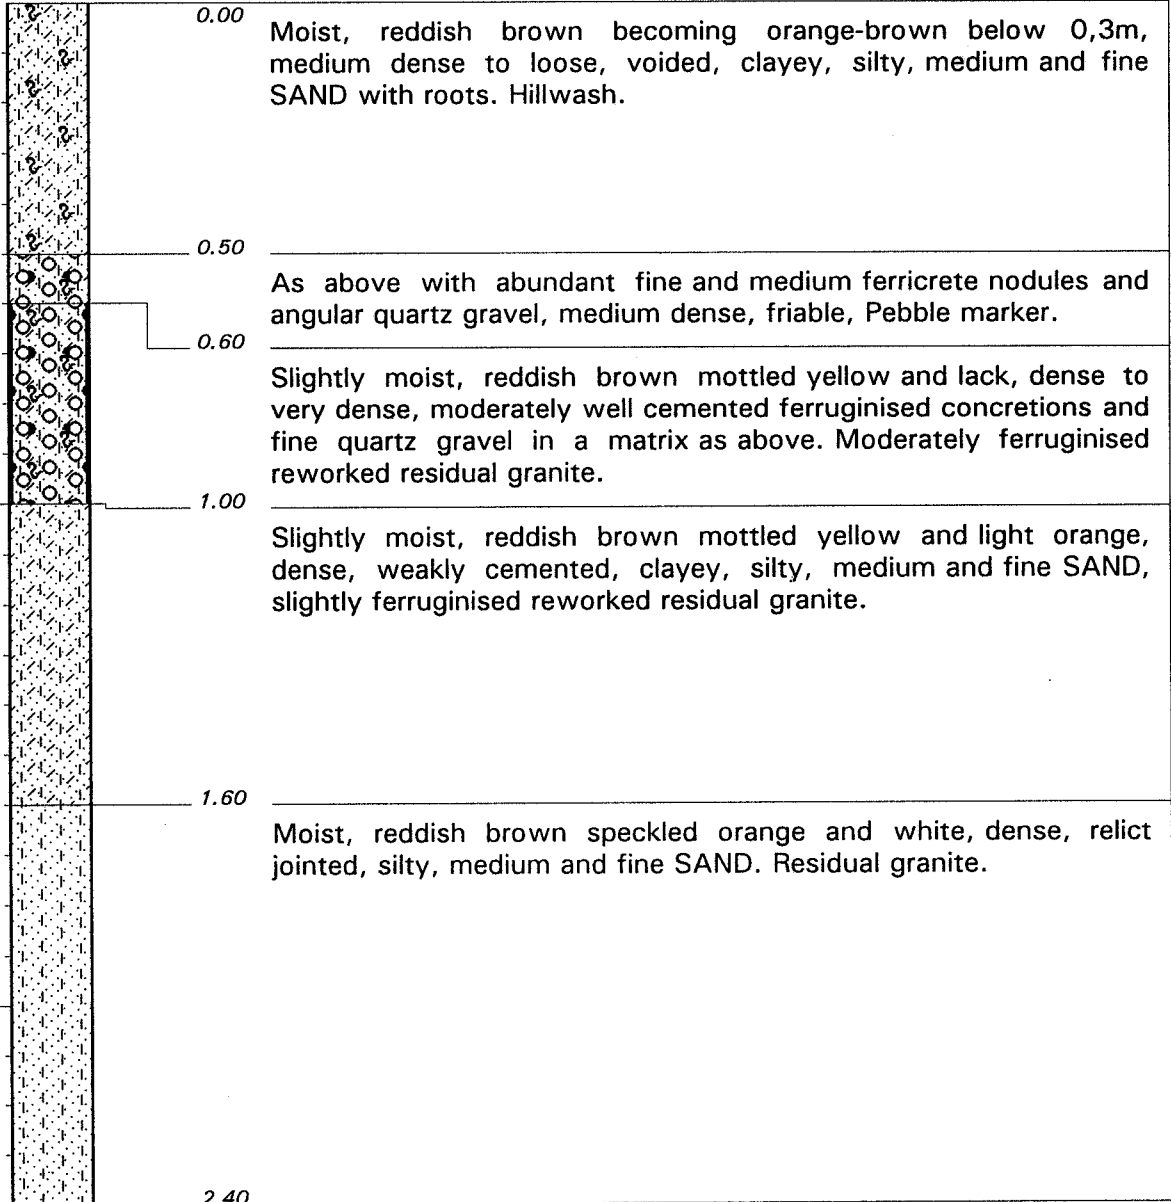 0.00
Moist, reddish brown becoming orange-brown below 0,3m,
medium dense to loose, voided, clayey, silty, medium and fine
SAND with roots. Hillwash.
0.50
As above with abundant fine and medium ferricrete nodules and
angular quartz gravel, medium dense, friable, Pebble marker.
0.60
Slightly moist, reddish brown mottled yellow and lack, dense to
very dense, moderately well cemented ferruginised concretions and
fine quartz gravel in a matrix as above. Moderately ferruginised
reworked residual granite.
1.00
Slightly moist, reddish brown mottled yellow and light orange,
dense, weakly cemented, clayey, silty, medium and fine SAND,
slightly ferruginised reworked residual granite.
1.60
Moist, reddish brown speckled orange and white, dense, relict
jointed, silty, medium and fine SAND. Residual granite.
2.40